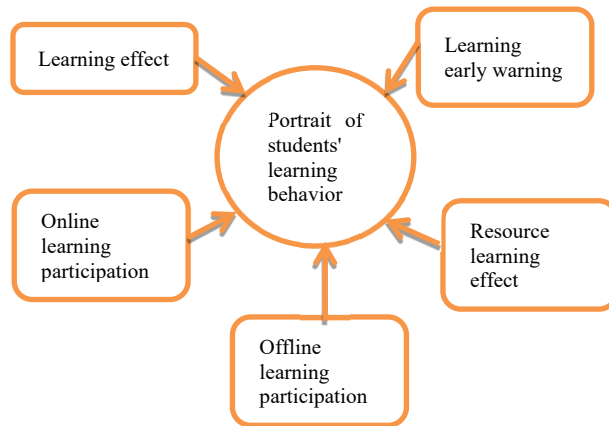 Learning effect
Learning
early warning
Portrait of
students'
learning
behavior
Online
learning
participation
Resource
learning
effect
Offline
learning
participation